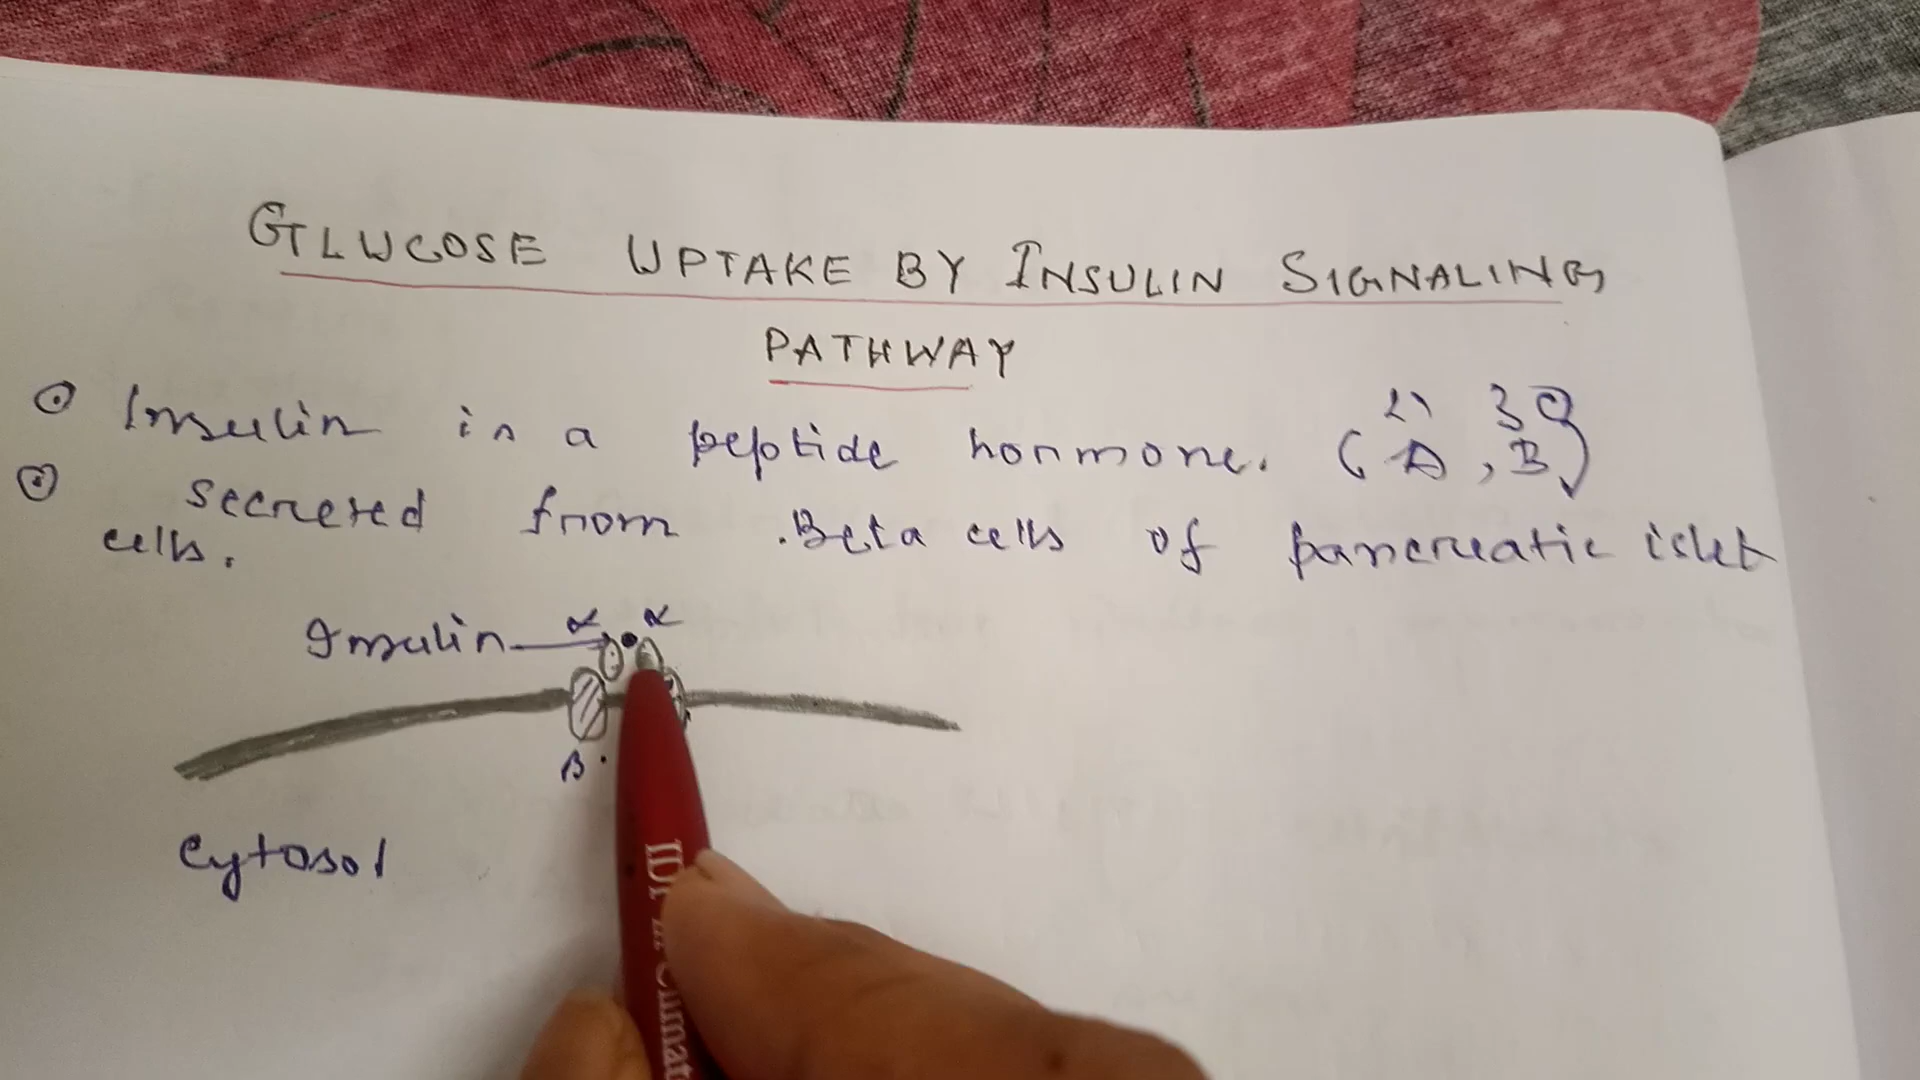 GLUCOSE UPTAKE BY INSULIN SIGNALING
PATHWAY
Insulin is a peptide hormone. (A, B)
21 30
secreted from Beta cells of pancreatic islet
cells.
Insulin α α
β
Cytosol